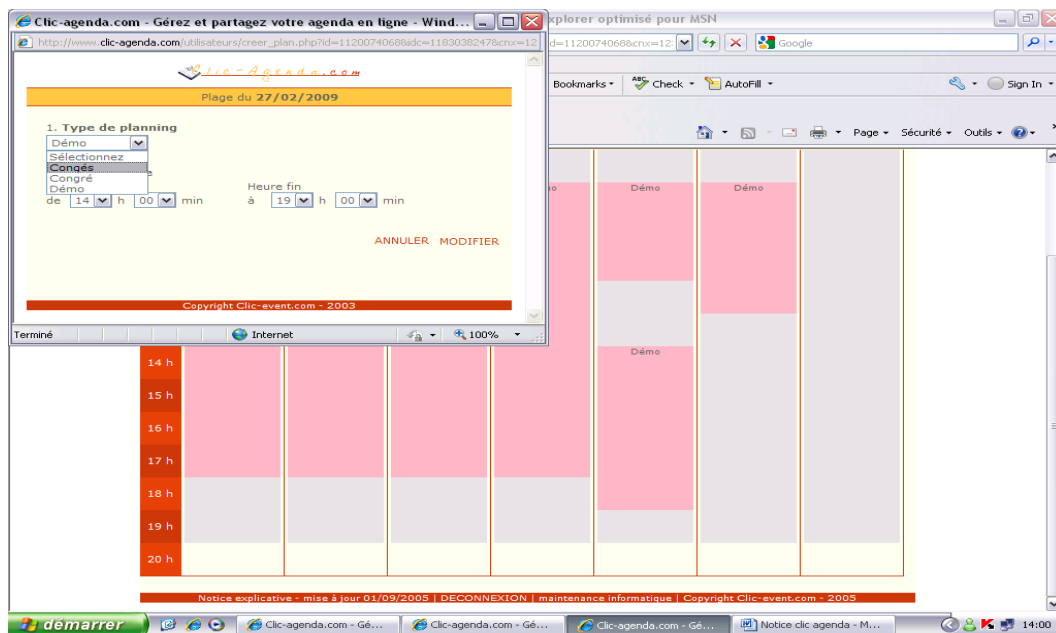 Clic-agenda.com - Gérez et partagez votre agenda en ligne - Wind...
xplorer optimisé pour MSN
http://www.clic-agenda.com/utilisateurs/creer_plan.php?id=1120074068&idc=1183038247&cnx=12
d=1120074068&cnx=12
Google
Bookmarks
ABC Check
AutoFill
Sign In
Page
Sécurité
Outils
Clic-Agenda.com
Plage du 27/02/2009
1. Type de planning
Démo
Sélectionnez
Congés
Congré
Démo
Heure fin
de 14 h 00 min
à 19 h 00 min
ANNULER MODIFIER
Copyright Clic-event.com - 2003
Terminé
Internet
100%
Démo
Démo
Démo
14 h
15 h
16 h
17 h
18 h
19 h
20 h
Notice explicative - mise à jour 01/09/2005 | DECONNEXION | maintenance informatique | Copyright Clic-event.com - 2005
démarrer
Clic-agenda.com - Gé...
Clic-agenda.com - Gé...
Clic-agenda.com - Gé...
Notice clic agenda - M...
14:00